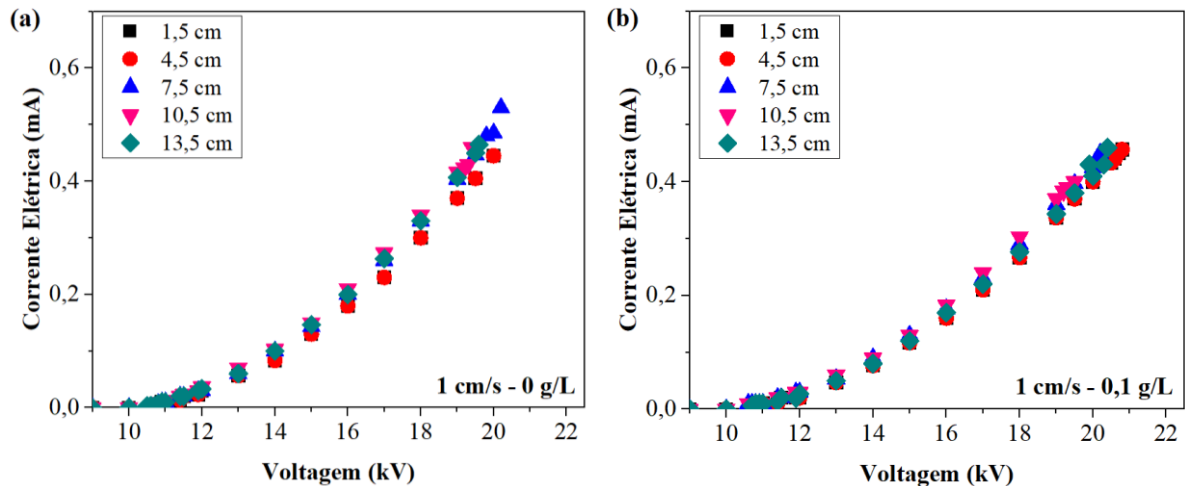 (a)
1,5 cm
4,5 cm
7,5 cm
10,5 cm
13,5 cm
0,6
0,4
0,2
0,0
10 12 14 16 18 20 22
Corrente Elétrica (mA)
Voltagem (kV)
1 cm/s - 0 g/L
(b)
1,5 cm
4,5 cm
7,5 cm
10,5 cm
13,5 cm
0,6
0,4
0,2
0,0
10 12 14 16 18 20 22
Corrente Elétrica (mA)
Voltagem (kV)
1 cm/s - 0,1 g/L